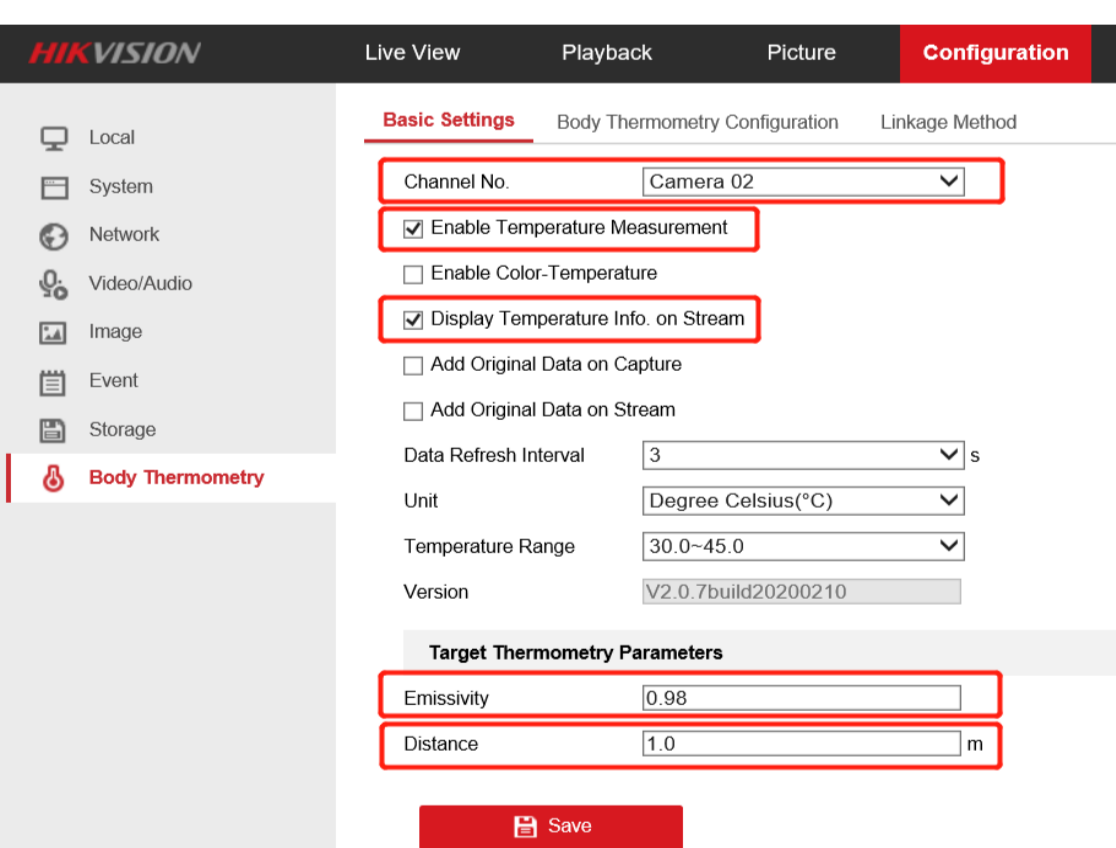 HIKVISION
Live View Playback Picture Configuration
Local
System
Network
Video/Audio
Image
Event
Storage
Body Thermometry
Basic Settings Body Thermometry Configuration Linkage Method
Channel No. Camera 02
Enable Temperature Measurement
Enable Color-Temperature
Display Temperature Info. on Stream
Add Original Data on Capture
Add Original Data on Stream
Data Refresh Interval 3 s
Unit Degree Celsius(°C)
Temperature Range 30.0~45.0
Version V2.0.7build20200210
Target Thermometry Parameters
Emissivity 0.98
Distance 1.0 m
Save